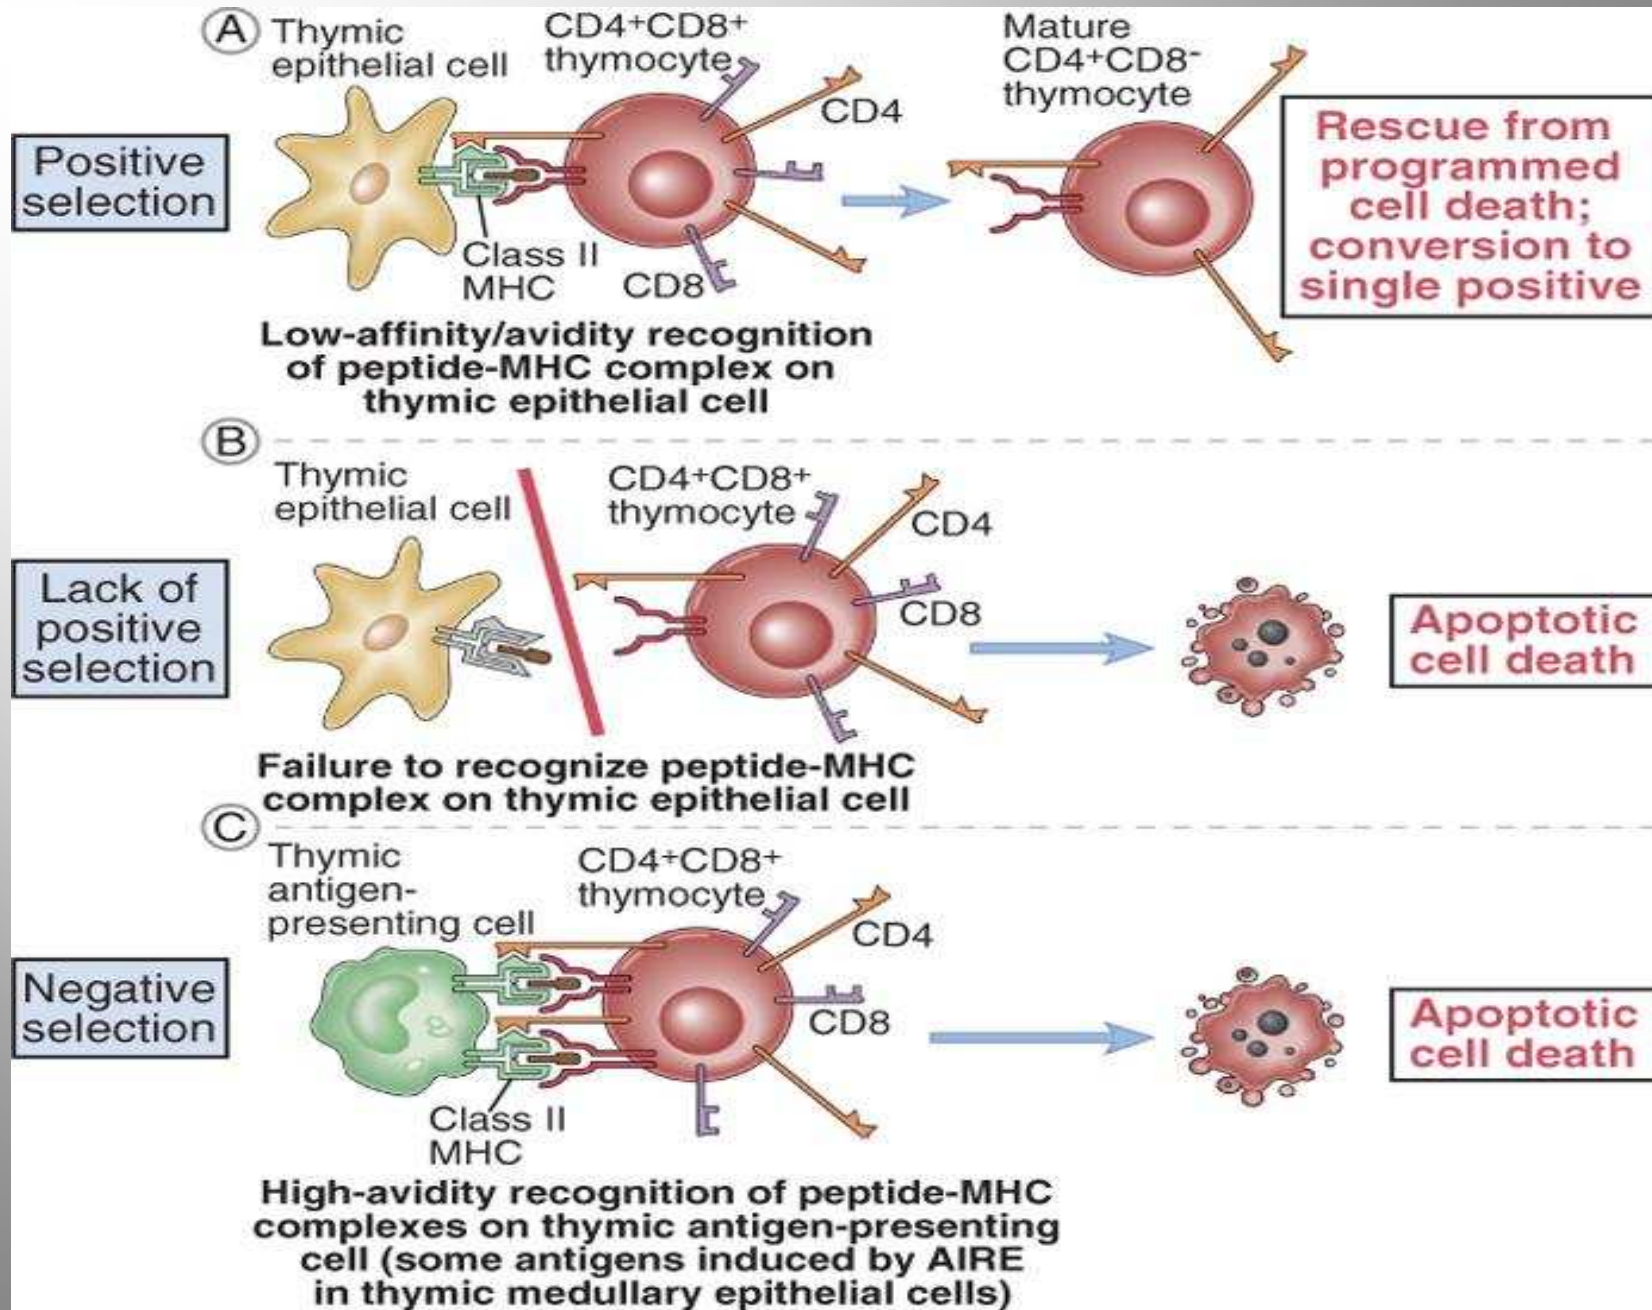 A
Thymic
epithelial cell
CD4+CD8+
thymocyte
Mature
CD4+CD8-
thymocyte
CD4
Positive
selection
Class II
MHC
CD8
Rescue from
programmed
cell death;
conversion to
single positive
Low-affinity/avidity recognition
of peptide-MHC complex on
thymic epithelial cell
B
Thymic
epithelial cell
CD4+CD8+
thymocyte
CD4
CD8
Lack of
positive
selection
Apoptotic
cell death
Failure to recognize peptide-MHC
complex on thymic epithelial cell
C
Thymic
antigen-
presenting cell
CD4+CD8+
thymocyte
CD4
CD8
Negative
selection
Class II
MHC
Apoptotic
cell death
High-avidity recognition of peptide-MHC
complexes on thymic antigen-presenting
cell (some antigens induced by AIRE
in thymic medullary epithelial cells)